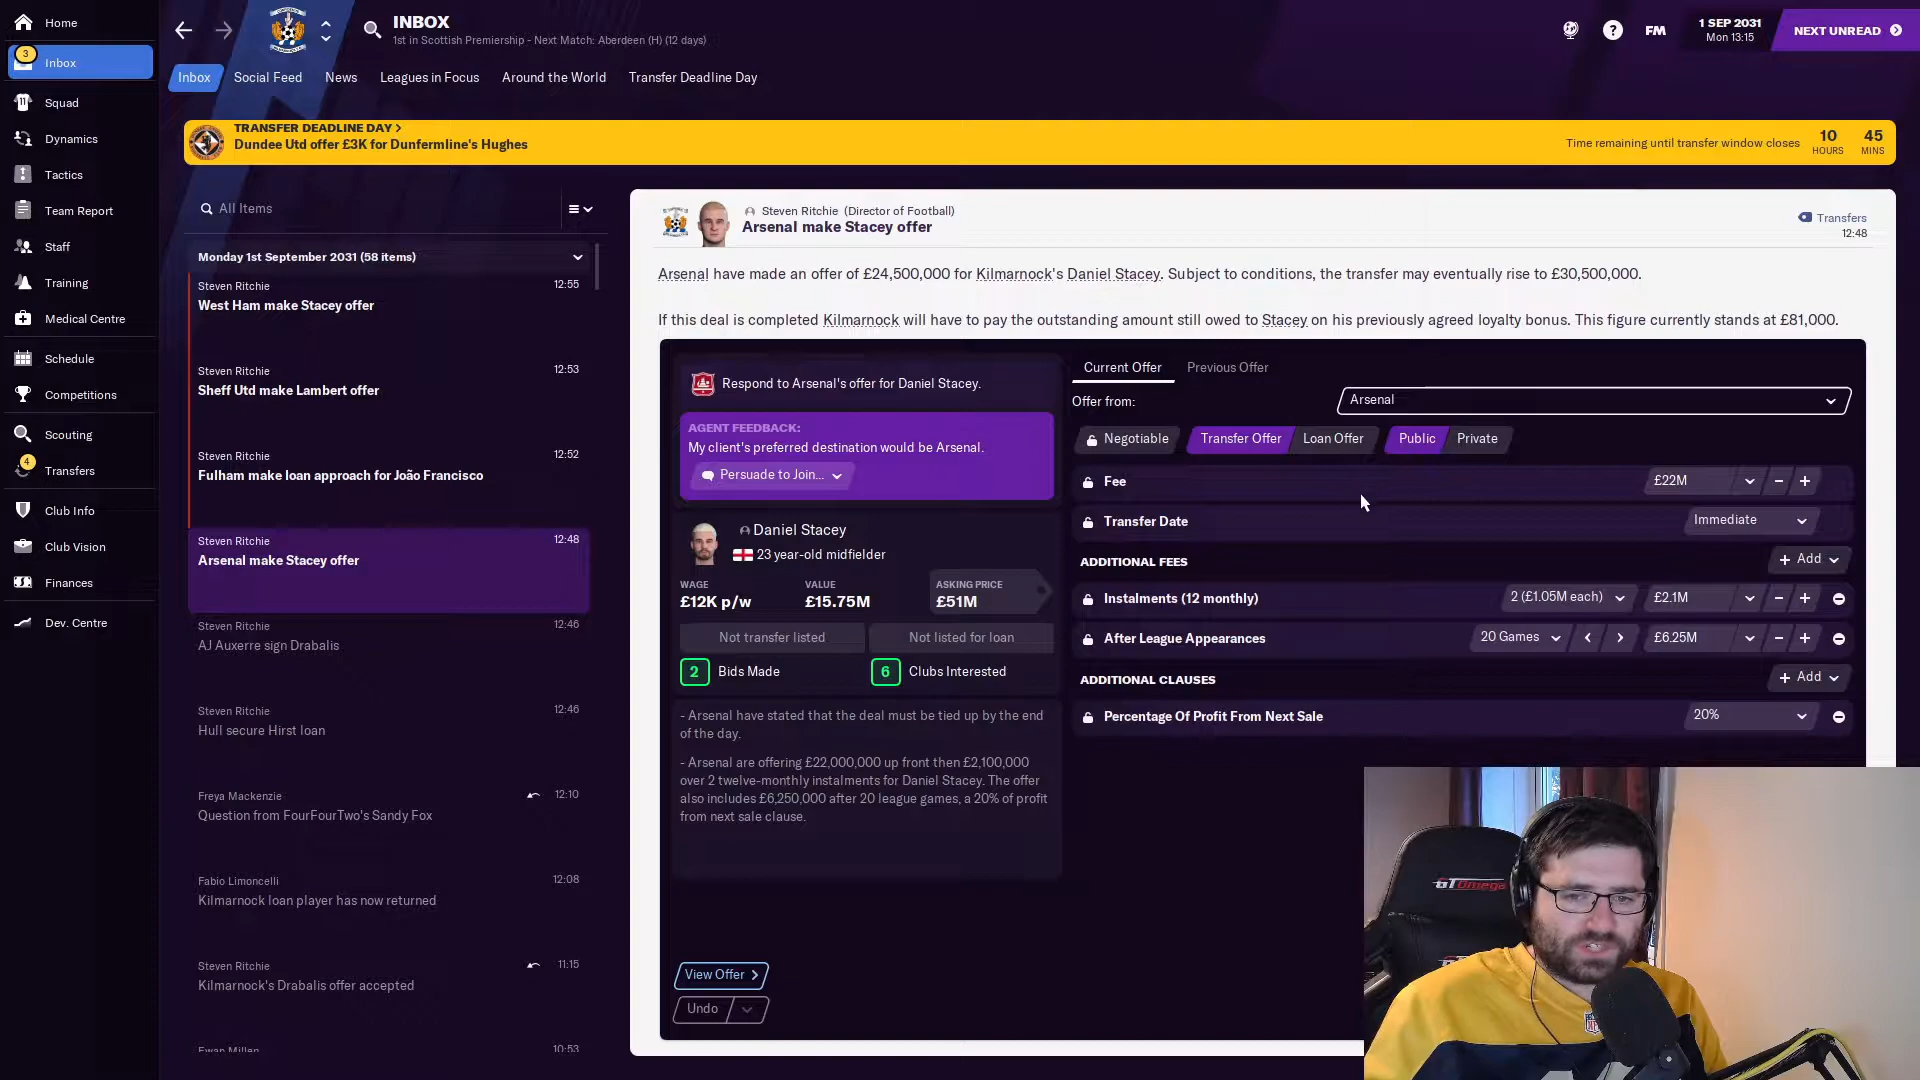 Home
3
Inbox
Squad
Dynamics
Tactics
Team Report
Staff
Training
Medical Centre
Schedule
Competitions
Scouting
4
Transfers
Club Info
Club Vision
Finances
Dev. Centre
INBOX
1st in Scottish Premiership - Next Match: Aberdeen (H) (12 days)
FM
1 SEP 2031
Mon 13:15
NEXT UNREAD
Inbox
Social Feed
News
Leagues in Focus
Around the World
Transfer Deadline Day
TRANSFER DEADLINE DAY >
Dundee Utd offer £3K for Dunfermline's Hughes
Time remaining until transfer window closes
10 HOURS
45 MINS
All Items
Monday 1st September 2031 (58 items)
Steven Ritchie 12:55
West Ham make Stacey offer
Steven Ritchie 12:53
Sheff Utd make Lambert offer
Steven Ritchie 12:52
Fulham make loan approach for João Francisco
Steven Ritchie 12:48
Arsenal make Stacey offer
Steven Ritchie 12:46
AJ Auxerre sign Drabalis
Steven Ritchie 12:46
Hull secure Hirst loan
Freya Mackenzie 12:10
Question from FourFourTwo's Sandy Fox
Fabio Limoncelli 12:08
Kilmarnock loan player has now returned
Steven Ritchie 11:15
Kilmarnock's Drabalis offer accepted
Ewan Millen 10:53
Steven Ritchie (Director of Football)
Arsenal make Stacey offer
Transfers
12:48
Arsenal have made an offer of £24,500,000 for Kilmarnock's Daniel Stacey. Subject to conditions, the transfer may eventually rise to £30,500,000.
If this deal is completed Kilmarnock will have to pay the outstanding amount still owed to Stacey on his previously agreed loyalty bonus. This figure currently stands at £81,000.
Respond to Arsenal's offer for Daniel Stacey.
AGENT FEEDBACK:
My client's preferred destination would be Arsenal.
Persuade to Join...
Daniel Stacey
23 year-old midfielder
WAGE VALUE ASKING PRICE
£12K p/w £15.75M £51M
Not transfer listed Not listed for loan
2 Bids Made 6 Clubs Interested
- Arsenal have stated that the deal must be tied up by the end
of the day.
- Arsenal are offering £22,000,000 up front then £2,100,000
over 2 twelve-monthly instalments for Daniel Stacey. The offer
also includes £6,250,000 after 20 league games, a 20% of profit
from next sale clause.
View Offer >
Undo
Current Offer Previous Offer
Offer from: Arsenal
Negotiable Transfer Offer Loan Offer Public Private
Fee £22M - +
Transfer Date Immediate
ADDITIONAL FEES + Add
Instalments (12 monthly) 2 (£1.05M each) £2.1M - +
After League Appearances 20 Games < > £6.25M - +
ADDITIONAL CLAUSES + Add
Percentage Of Profit From Next Sale 20%
GT Omega
NFL